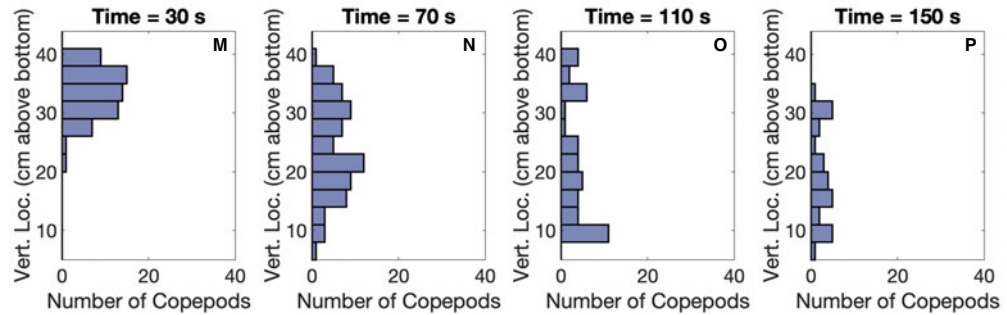 Time = 30 s
M
40
30
20
10
Vert. Loc. (cm above bottom)
0
20
40
Number of Copepods
Time = 70 s
N
40
30
20
10
Vert. Loc. (cm above bottom)
0
20
40
Number of Copepods
Time = 110 s
O
40
30
20
10
Vert. Loc. (cm above bottom)
0
20
40
Number of Copepods
Time = 150 s
P
40
30
20
10
Vert. Loc. (cm above bottom)
0
20
40
Number of Copepods